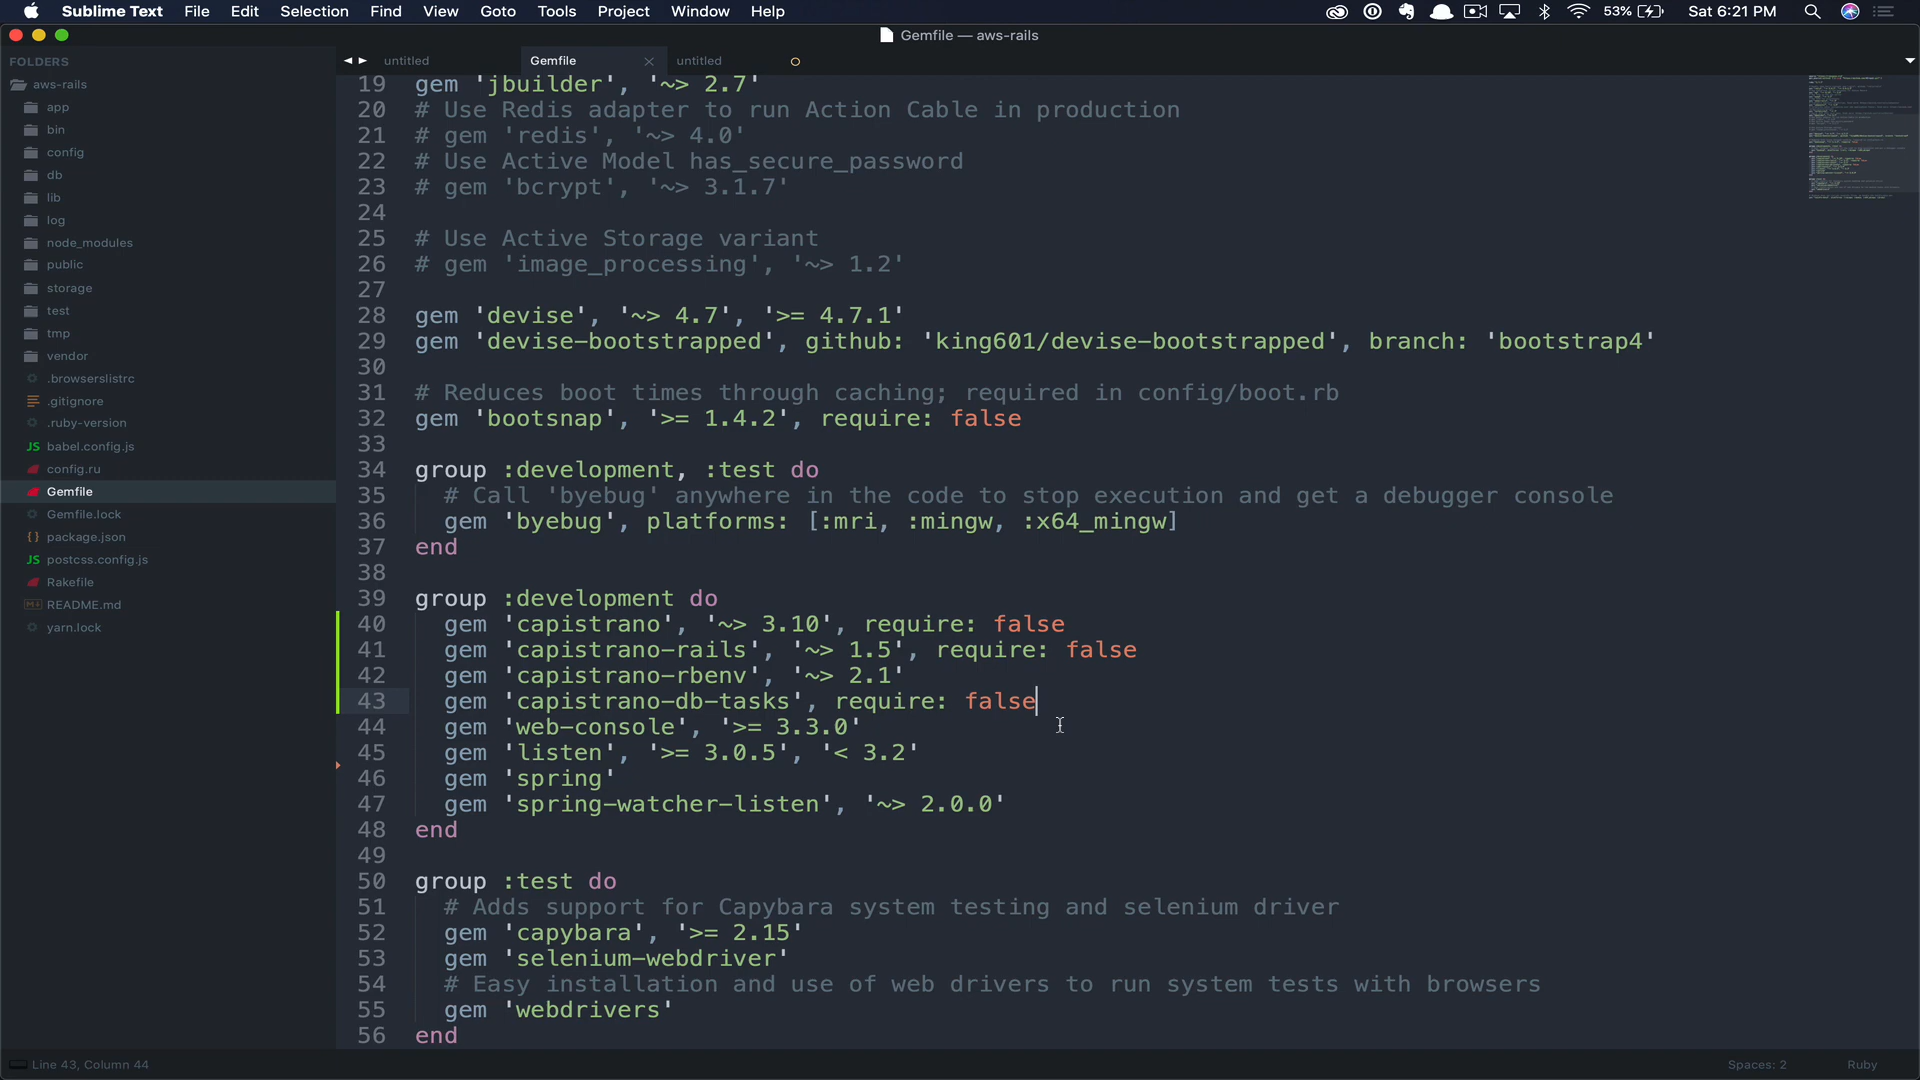 Sublime Text File Edit Selection Find View Goto Tools Project Window Help 53% Sat 6:21 PM
Gemfile — aws-rails
FOLDERS
aws-rails
app
bin
config
db
lib
log
node_modules
public
storage
test
tmp
vendor
.browserslistrc
.gitignore
.ruby-version
JS babel.config.js
config.ru
Gemfile
Gemfile.lock
{ } package.json
JS postcss.config.js
Rakefile
README.md
yarn.lock
untitled Gemfile untitled
19 gem 'jbuilder', '~> 2.7'
20 # Use Redis adapter to run Action Cable in production
21 # gem 'redis', '~> 4.0'
22 # Use Active Model has_secure_password
23 # gem 'bcrypt', '~> 3.1.7'
24
25 # Use Active Storage variant
26 # gem 'image_processing', '~> 1.2'
27
28 gem 'devise', '~> 4.7', '>= 4.7.1'
29 gem 'devise-bootstrapped', github: 'king601/devise-bootstrapped', branch: 'bootstrap4'
30
31 # Reduces boot times through caching; required in config/boot.rb
32 gem 'bootsnap', '>= 1.4.2', require: false
33
34 group :development, :test do
35 # Call 'byebug' anywhere in the code to stop execution and get a debugger console
36 gem 'byebug', platforms: [:mri, :mingw, :x64_mingw]
37 end
38
39 group :development do
40 gem 'capistrano', '~> 3.10', require: false
41 gem 'capistrano-rails', '~> 1.5', require: false
42 gem 'capistrano-rbenv', '~> 2.1'
43 gem 'capistrano-db-tasks', require: false
44 gem 'web-console', '>= 3.3.0'
45 gem 'listen', '>= 3.0.5', '< 3.2'
46 gem 'spring'
47 gem 'spring-watcher-listen', '~> 2.0.0'
48 end
49
50 group :test do
51 # Adds support for Capybara system testing and selenium driver
52 gem 'capybara', '>= 2.15'
53 gem 'selenium-webdriver'
54 # Easy installation and use of web drivers to run system tests with browsers
55 gem 'webdrivers'
56 end
Line 43, Column 44 Spaces: 2 Ruby